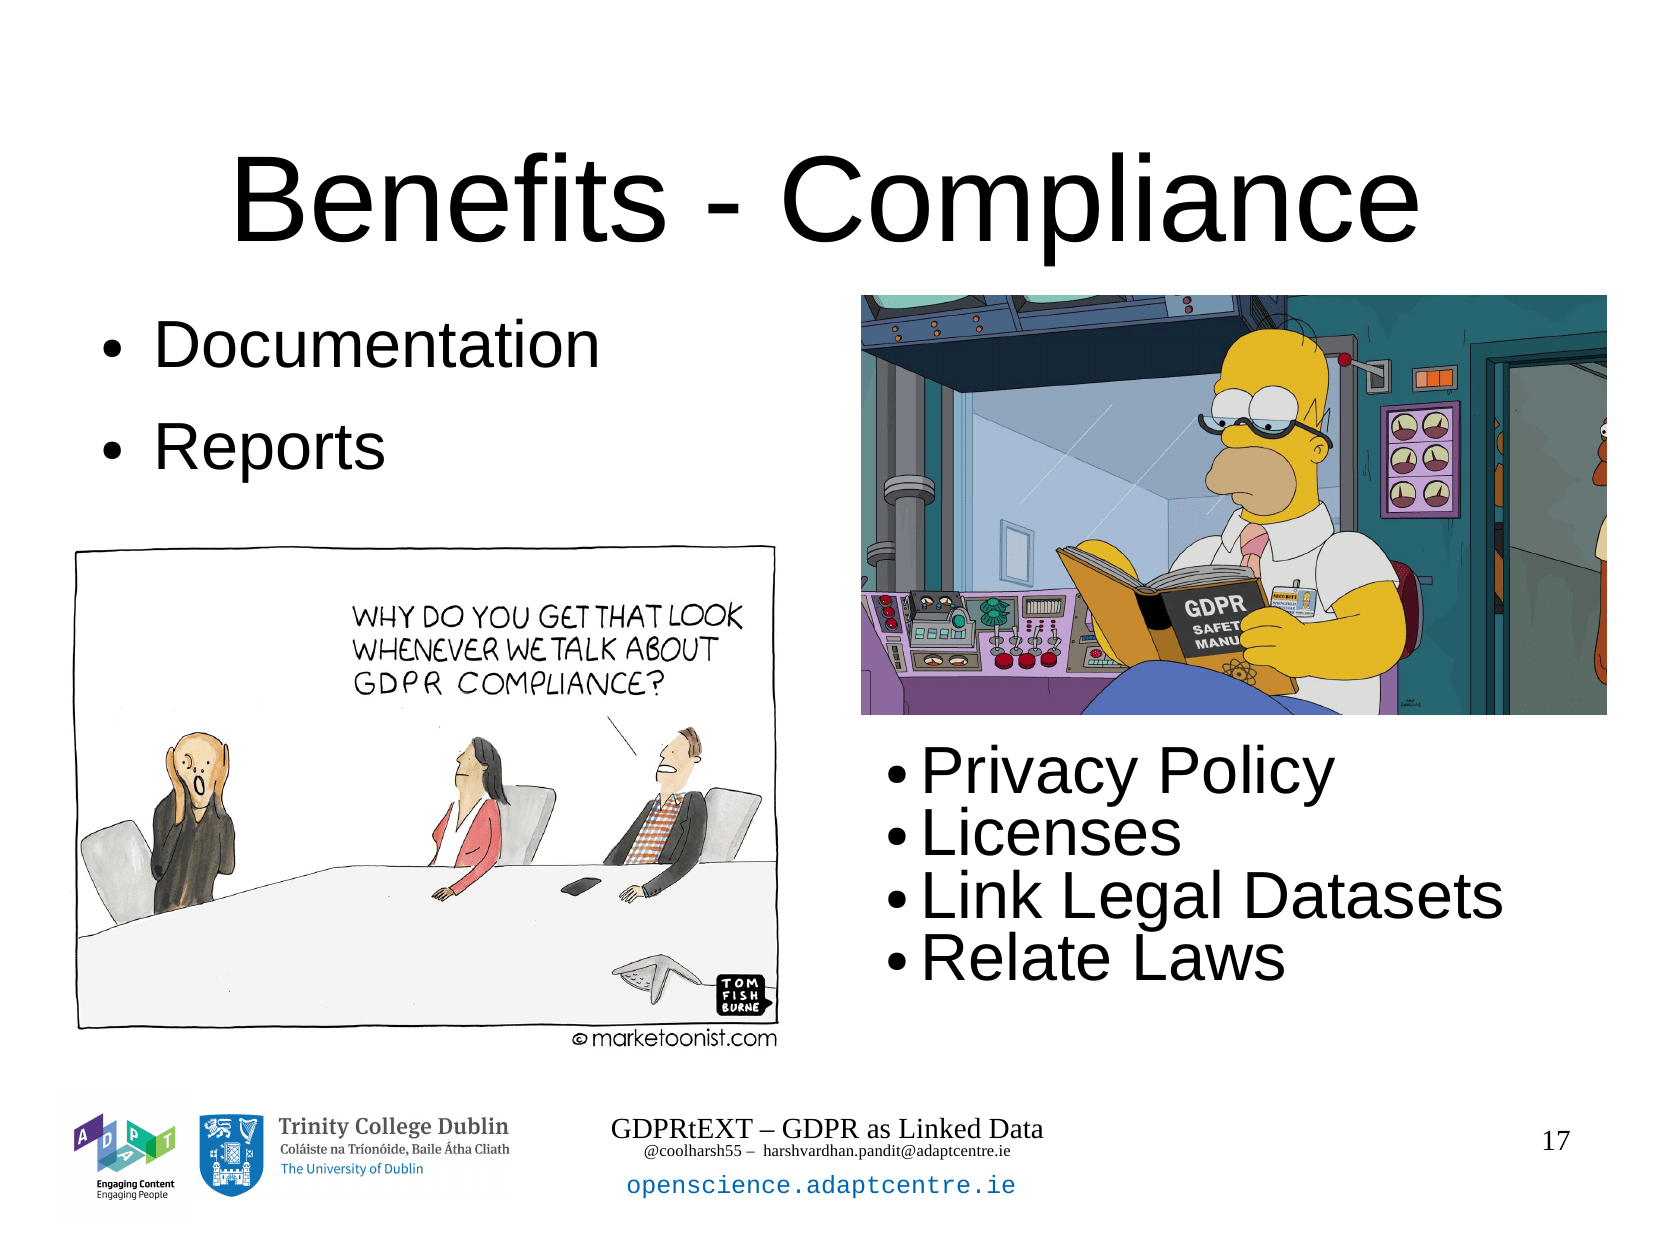 Benefits - Compliance
• Documentation
• Reports
WHY DO YOU GET THAT LOOK
WHENEVER WE TALK ABOUT
GDPR COMPLIANCE?
TOM
FISH
BURNE
© marketoonist.com
GDPR
SAFET
MANU
SECURITY
• Privacy Policy
• Licenses
• Link Legal Datasets
• Relate Laws
ADAPT
Engaging Content
Engaging People
Trinity College Dublin
Coláiste na Tríonóide, Baile Átha Cliath
The University of Dublin
GDPRtEXT – GDPR as Linked Data
@coolharsh55 – harshvardhan.pandit@adaptcentre.ie
openscience.adaptcentre.ie
17